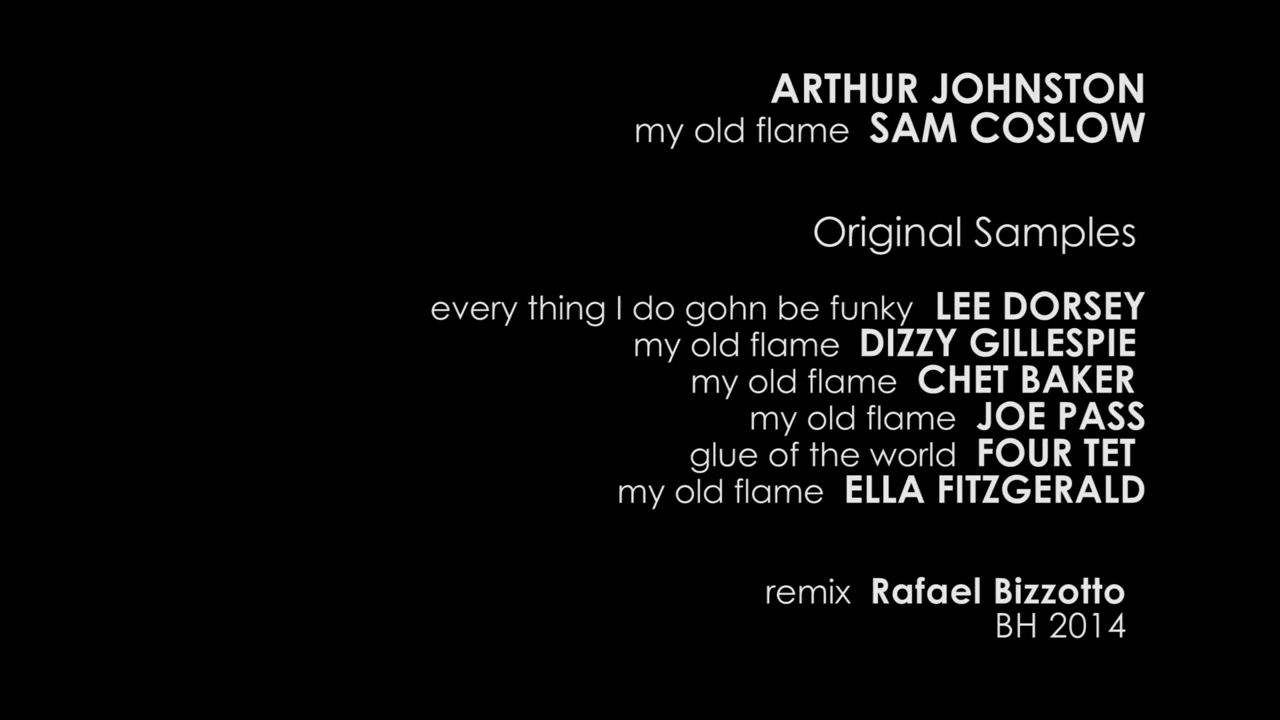 ARTHUR JOHNSTON
my old flame SAM COSLOW
Original Samples
every thing I do gohn be funky LEE DORSEY
my old flame DIZZY GILLESPIE
my old flame CHET BAKER
my old flame JOE PASS
glue of the world FOUR TET
my old flame ELLA FITZGERALD
remix Rafael Bizzotto
BH 2014